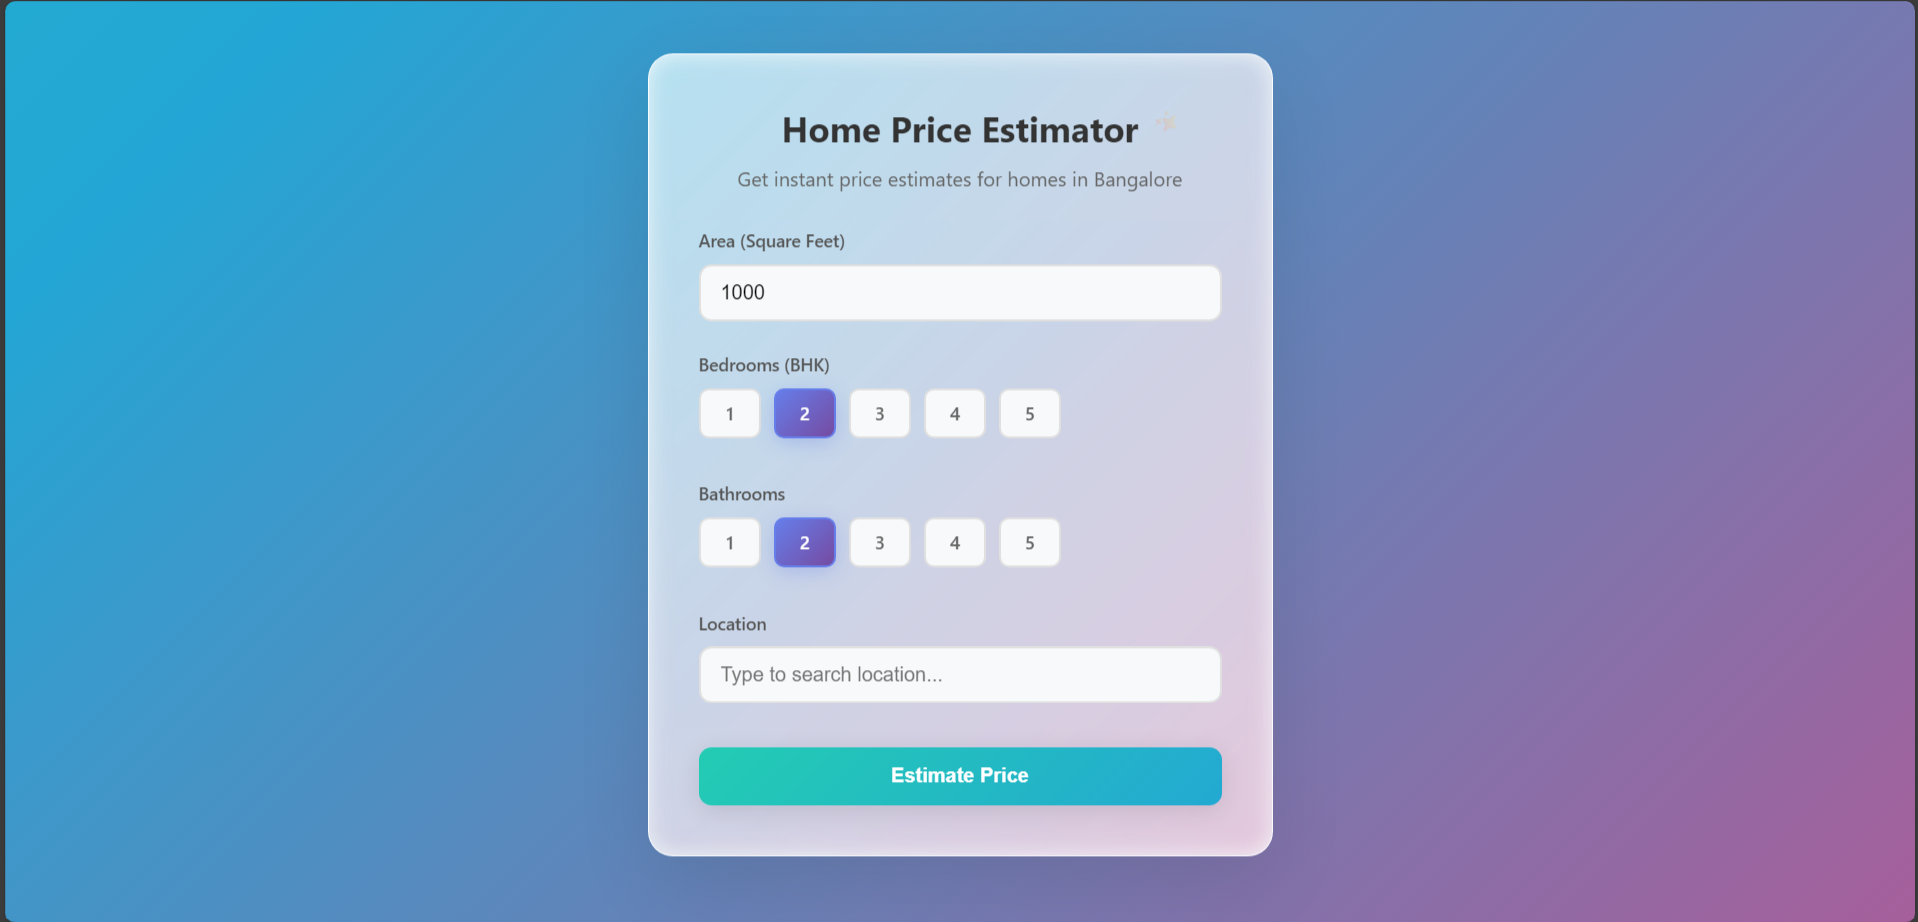 Home Price Estimator
Get instant price estimates for homes in Bangalore
Area (Square Feet)
1000
Bedrooms (BHK)
1 2 3 4 5
Bathrooms
1 2 3 4 5
Location
Type to search location...
Estimate Price